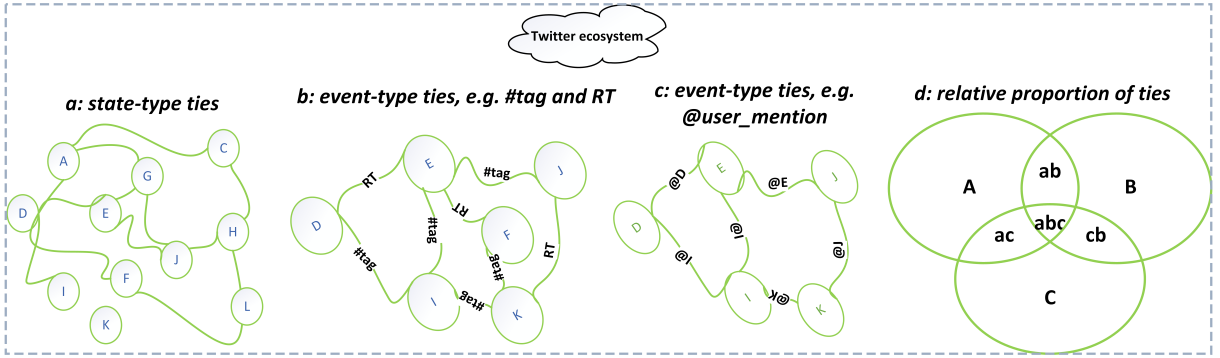 Twitter ecosystem
a: state-type ties
A
C
G
D
E
H
J
F
I
L
K
b: event-type ties, e.g. #tag and RT
E
J
D
F
I
K
RT
#tag
#tag
RT
#tag
#tag
RT
#tag
c: event-type ties, e.g.
@user_mention
E
J
D
I
K
@D
@E
@I
@I
@J
@K
d: relative proportion of ties
A
ab
B
abc
ac
cb
C